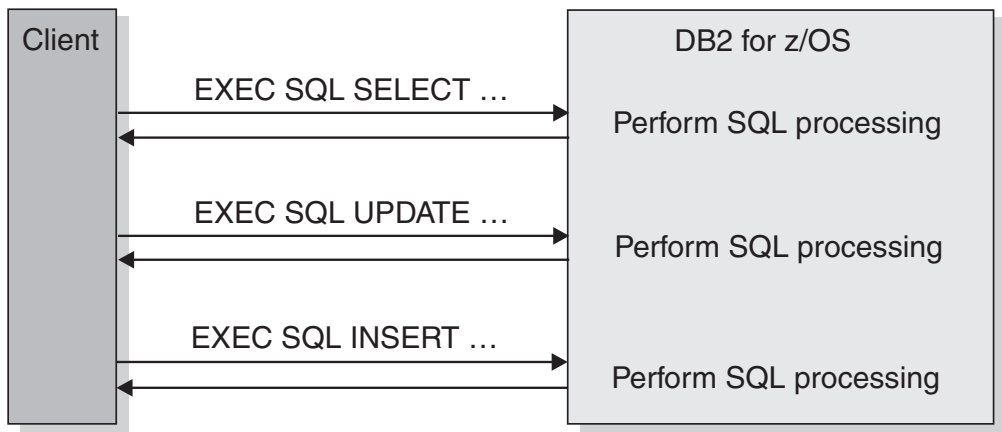 Client
DB2 for z/OS
EXEC SQL SELECT …
Perform SQL processing
EXEC SQL UPDATE …
Perform SQL processing
EXEC SQL INSERT …
Perform SQL processing